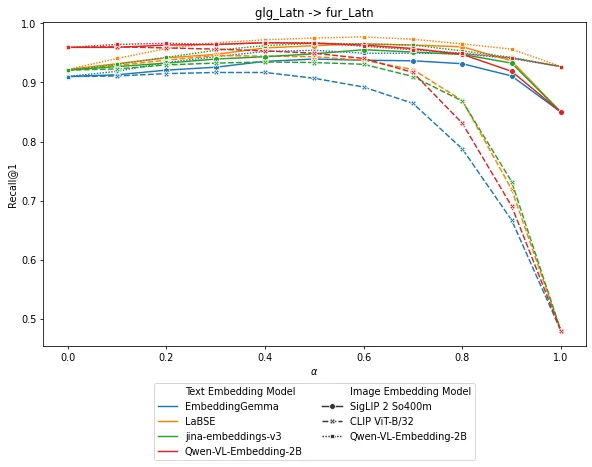 glg_Latn -> fur_Latn
1.0
0.9
0.8
0.7
0.6
0.5
Recall@1
0.0 0.2 0.4 0.6 0.8 1.0
α
Text Embedding Model Image Embedding Model
EmbeddingGemma SigLIP 2 So400m
LaBSE CLIP ViT-B/32
jina-embeddings-v3 Qwen-VL-Embedding-2B
Qwen-VL-Embedding-2B